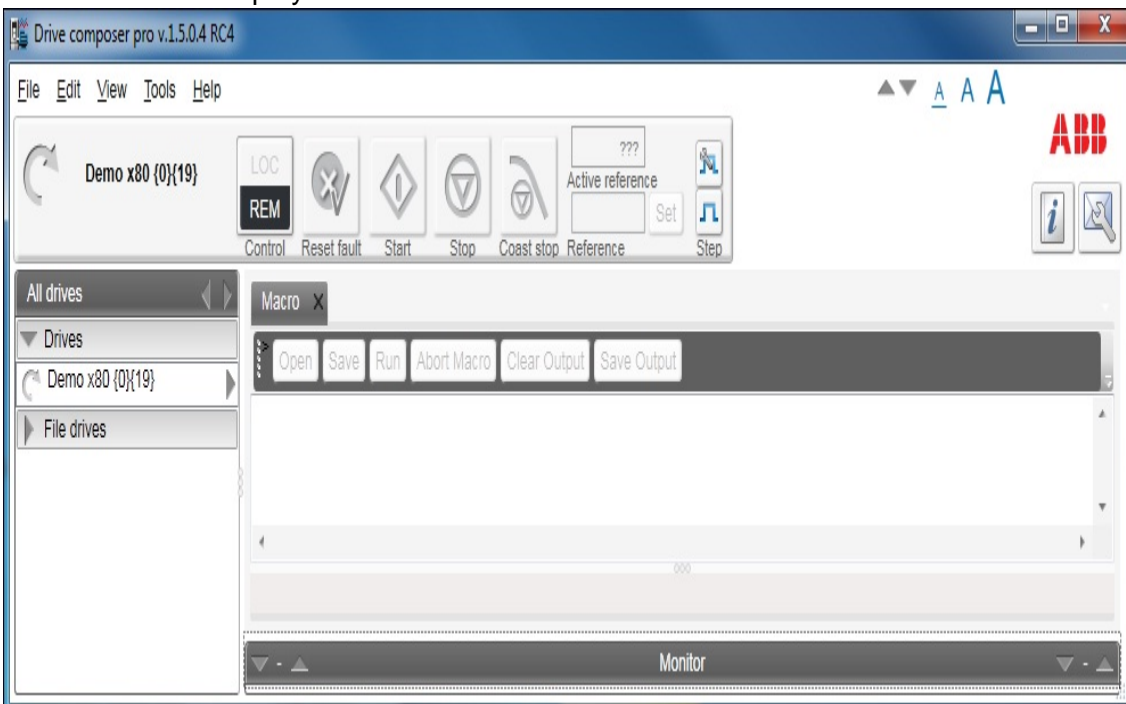 Drive composer pro v.1.5.0.4 RC4
File Edit View Tools Help
A A A
ABB
Demo x80 {0}{19}
LOC
REM
Control
Reset fault
Start
Stop
Coast stop
???
Active reference
Set
Reference
Step
i
All drives
Drives
Demo x80 {0}{19}
File drives
Macro X
Open Save Run Abort Macro Clear Output Save Output
Monitor